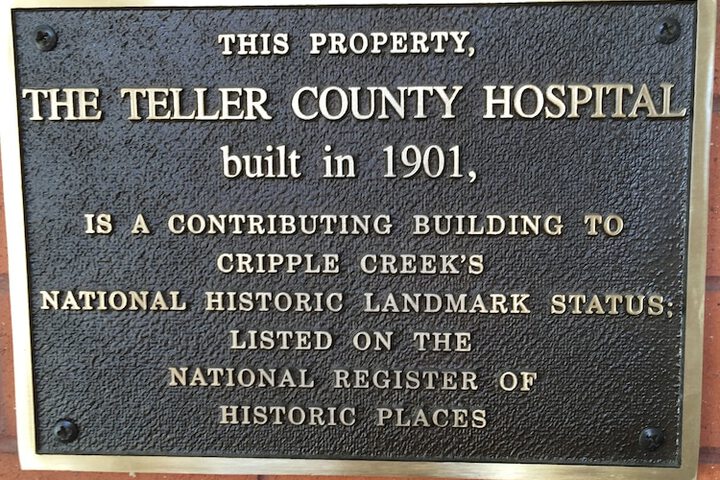 THIS PROPERTY,
THE TELLER COUNTY HOSPITAL
built in 1901,
IS A CONTRIBUTING BUILDING TO
CRIPPLE CREEK'S
NATIONAL HISTORIC LANDMARK STATUS;
LISTED ON THE
NATIONAL REGISTER OF
HISTORIC PLACES